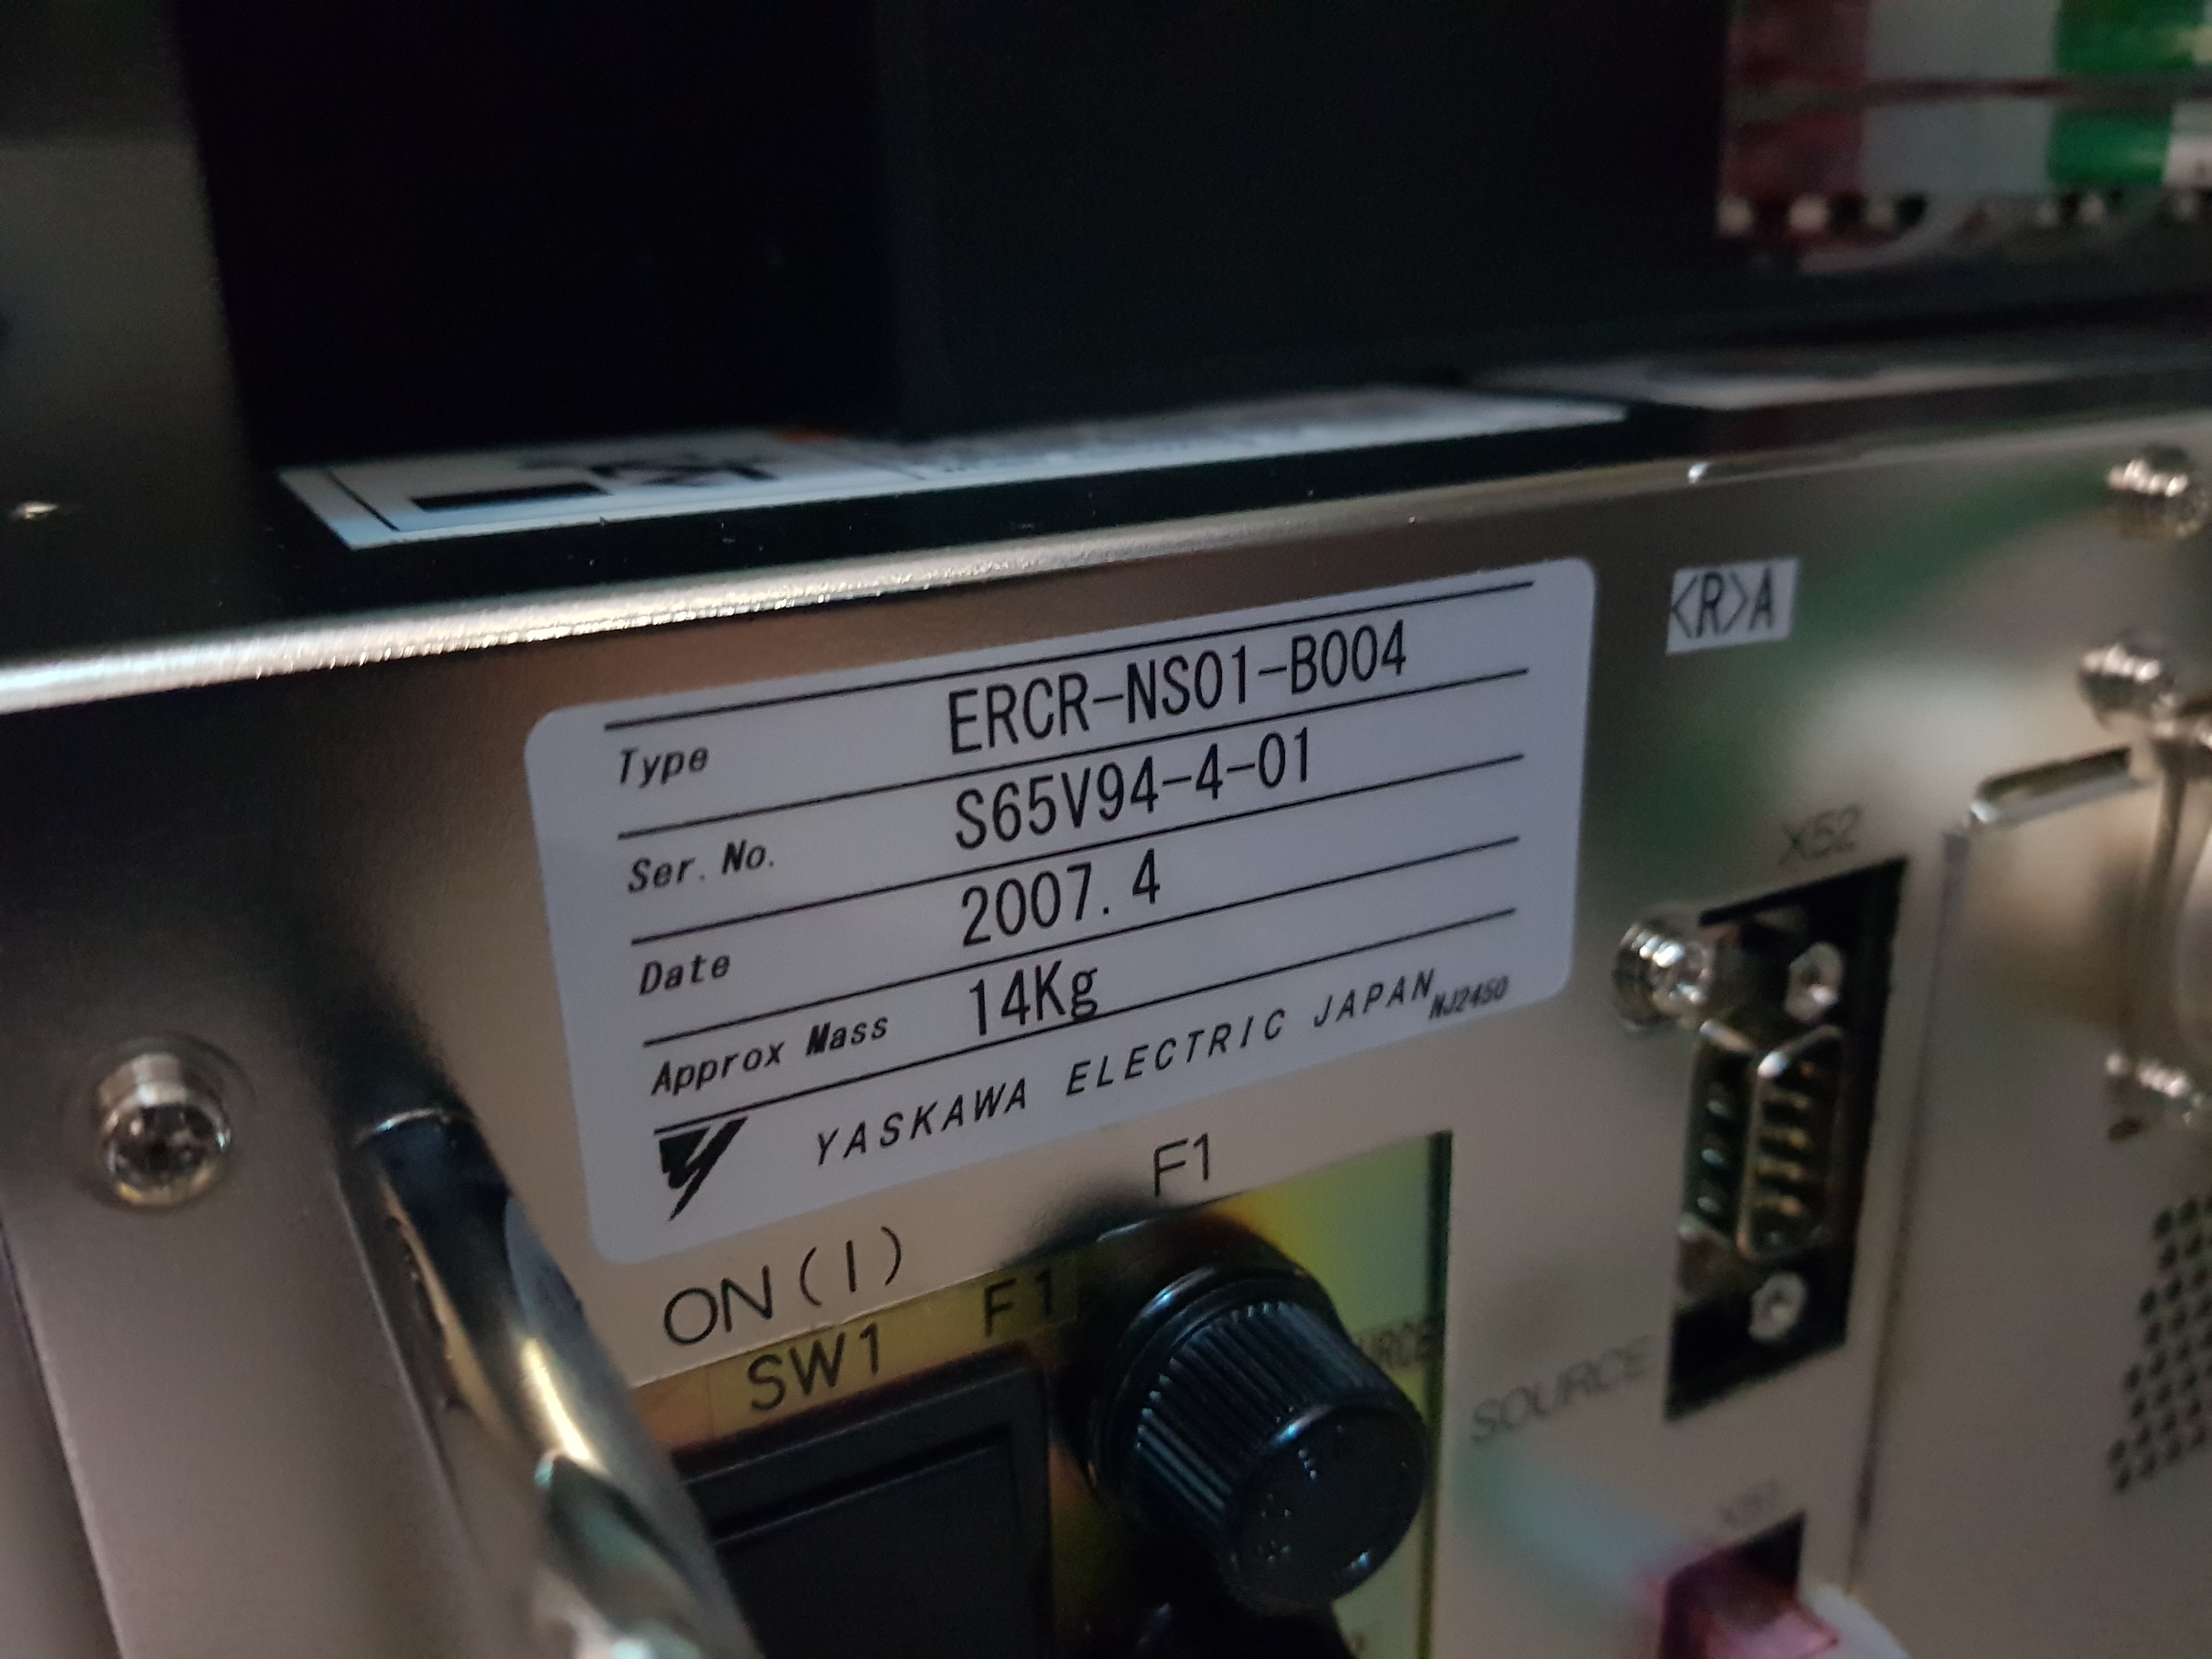 <R>A
Type ERCR-NS01-B004
Ser. No. S65V94-4-01
Date 2007. 4
Approx Mass 14Kg
YASKAWA ELECTRIC JAPAN NJ2450
X52
F1
ON(I)
F1
SW1
SOURCE